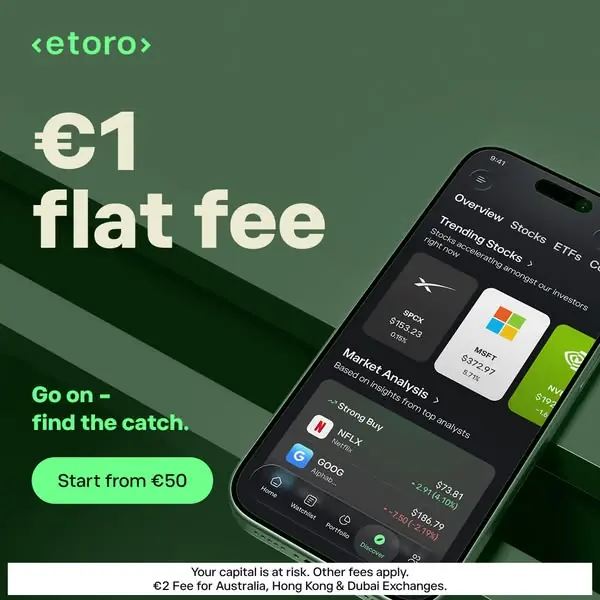 ‹etoro›
€1
flat fee
Go on –
find the catch.
Start from €50
9:41
Overview Stocks ETFs
Trending Stocks ›
Stocks accelerating amongst our investors
right now
SPCX
$153.23
0.15%
MSFT
$372.97
5.71%
Market Analysis ›
Based on insights from top analysts
Strong Buy
NFLX
Netflix
$73.81
2.91 (4.10%)
GOOG
Alphab..
$186.79
-7.50 (-2.19%)
Home
Watchlist
Portfolio
Discover
Your capital is at risk. Other fees apply.
€2 Fee for Australia, Hong Kong & Dubai Exchanges.